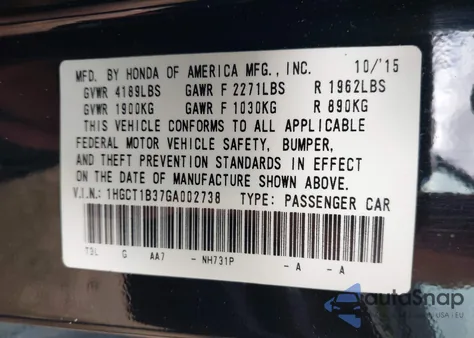 MFD. BY HONDA OF AMERICA MFG., INC. 10/'15
GVWR 4189LBS GAWR F 2271LBS R 1962LBS
GVWR 1900KG GAWR F 1030KG R 890KG
THIS VEHICLE CONFORMS TO ALL APPLICABLE
FEDERAL MOTOR VEHICLE SAFETY, BUMPER,
AND THEFT PREVENTION STANDARDS IN EFFECT
ON THE DATE OF MANUFACTURE SHOWN ABOVE.
V.I.N.: 1HGCT1B37GA002738 TYPE: PASSENGER CAR
T3L G AA7 - NH731P - A - A
autoSnap